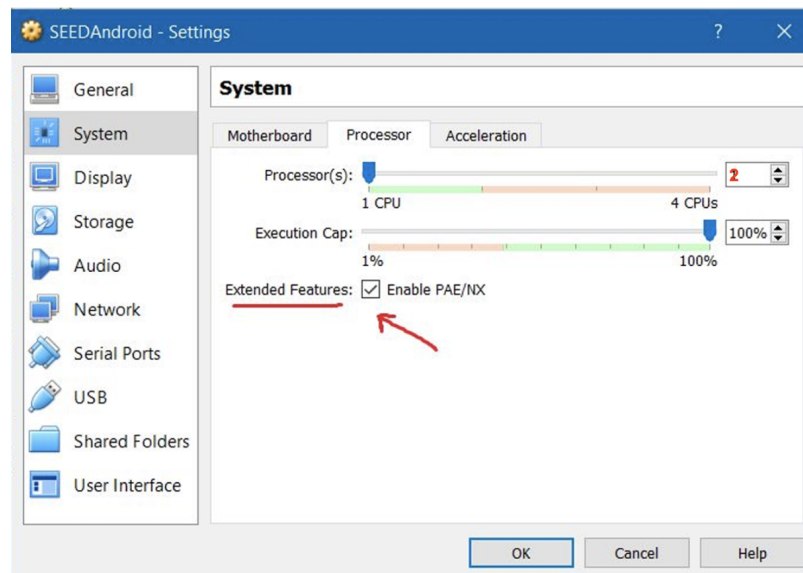 SEEDAndroid - Settings
General
System
Display
Storage
Audio
Network
Serial Ports
USB
Shared Folders
User Interface
System
Motherboard Processor Acceleration
Processor(s):
1 CPU 4 CPUs
Execution Cap: 100%
1% 100%
Extended Features: Enable PAE/NX
OK Cancel Help